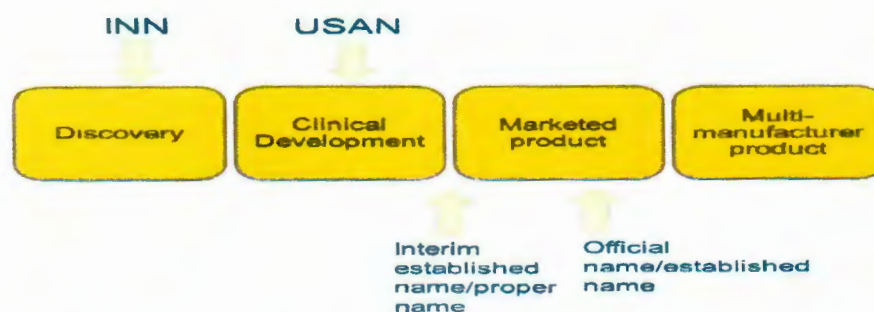 INN USAN
Discovery
Clinical
Development
Marketed
product
Multi-
manufacturer
product
Interim
established
name/proper
name
Official
name/established
name